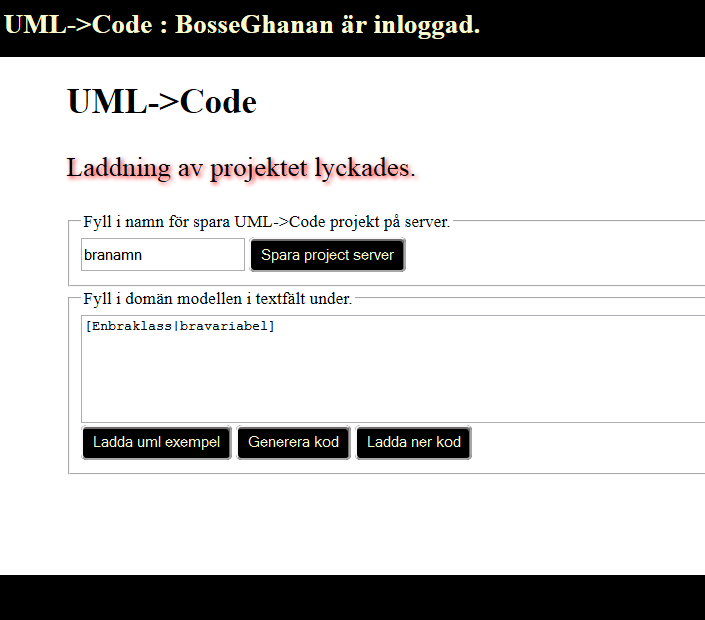 UML->Code : BosseGhanan är inloggad.
UML->Code
Laddning av projektet lyckades.
Fyll i namn för spara UML->Code projekt på server.
branamn Spara project server
Fyll i domän modellen i textfält under.
[Enbraklass|bravariabel]
Ladda uml exempel Generera kod Ladda ner kod